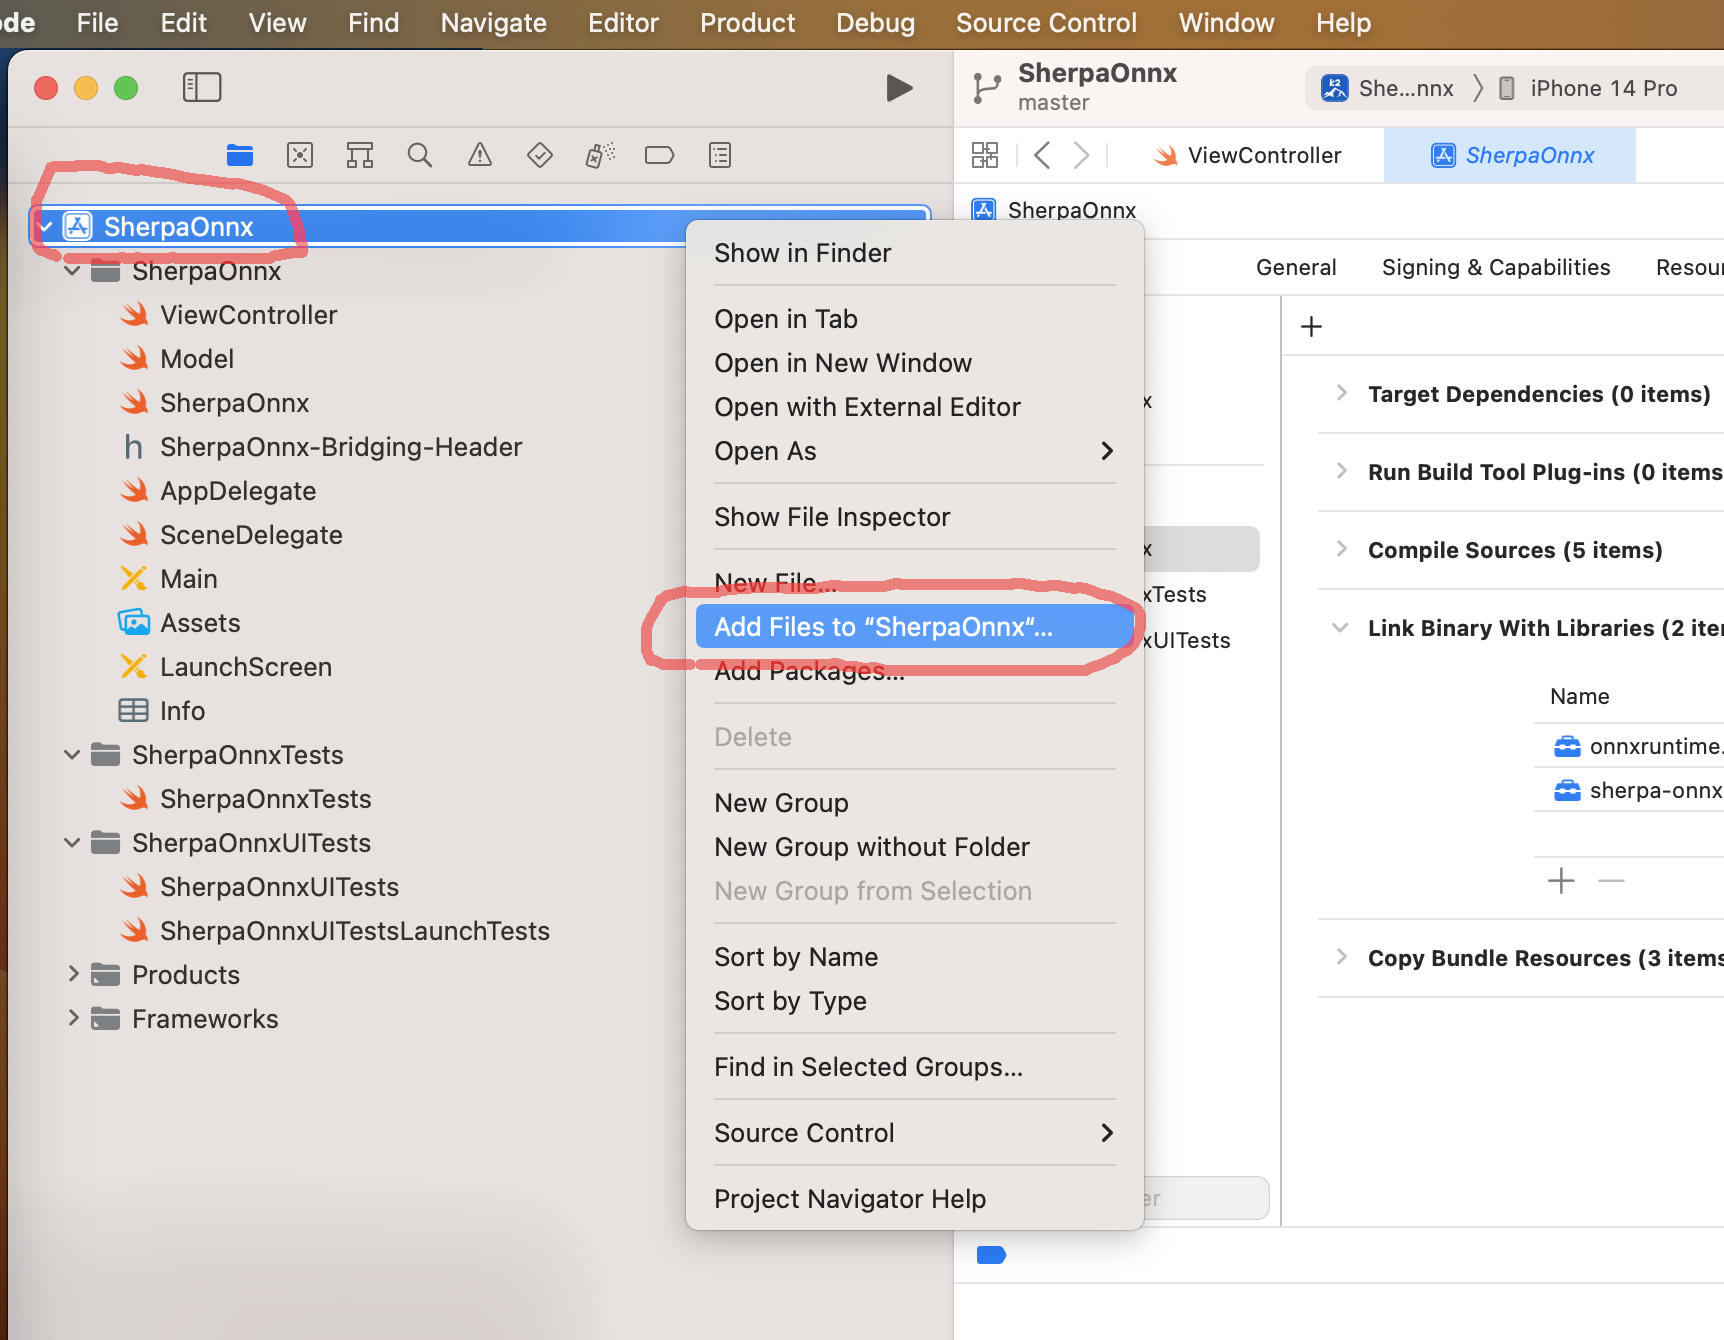 File Edit View Find Navigate Editor Product Debug Source Control Window Help
SherpaOnnx
master
She...nnx
iPhone 14 Pro
ViewController
SherpaOnnx
SherpaOnnx
General
Signing & Capabilities
SherpaOnnx
SherpaOnnx
ViewController
Model
SherpaOnnx
h SherpaOnnx-Bridging-Header
AppDelegate
SceneDelegate
Main
Assets
LaunchScreen
Info
SherpaOnnxTests
SherpaOnnxTests
SherpaOnnxUITests
SherpaOnnxUITests
SherpaOnnxUITestsLaunchTests
Products
Frameworks
Show in Finder
Open in Tab
Open in New Window
Open with External Editor
Open As
Show File Inspector
New File...
Add Files to “SherpaOnnx“...
Add Packages...
Delete
New Group
New Group without Folder
New Group from Selection
Sort by Name
Sort by Type
Find in Selected Groups...
Source Control
Project Navigator Help
x
x
xTests
xUITests
er
Target Dependencies (0 items)
Run Build Tool Plug-ins (0 items
Compile Sources (5 items)
Link Binary With Libraries (2 iter
Name
onnxruntime.
sherpa-onnx
Copy Bundle Resources (3 items